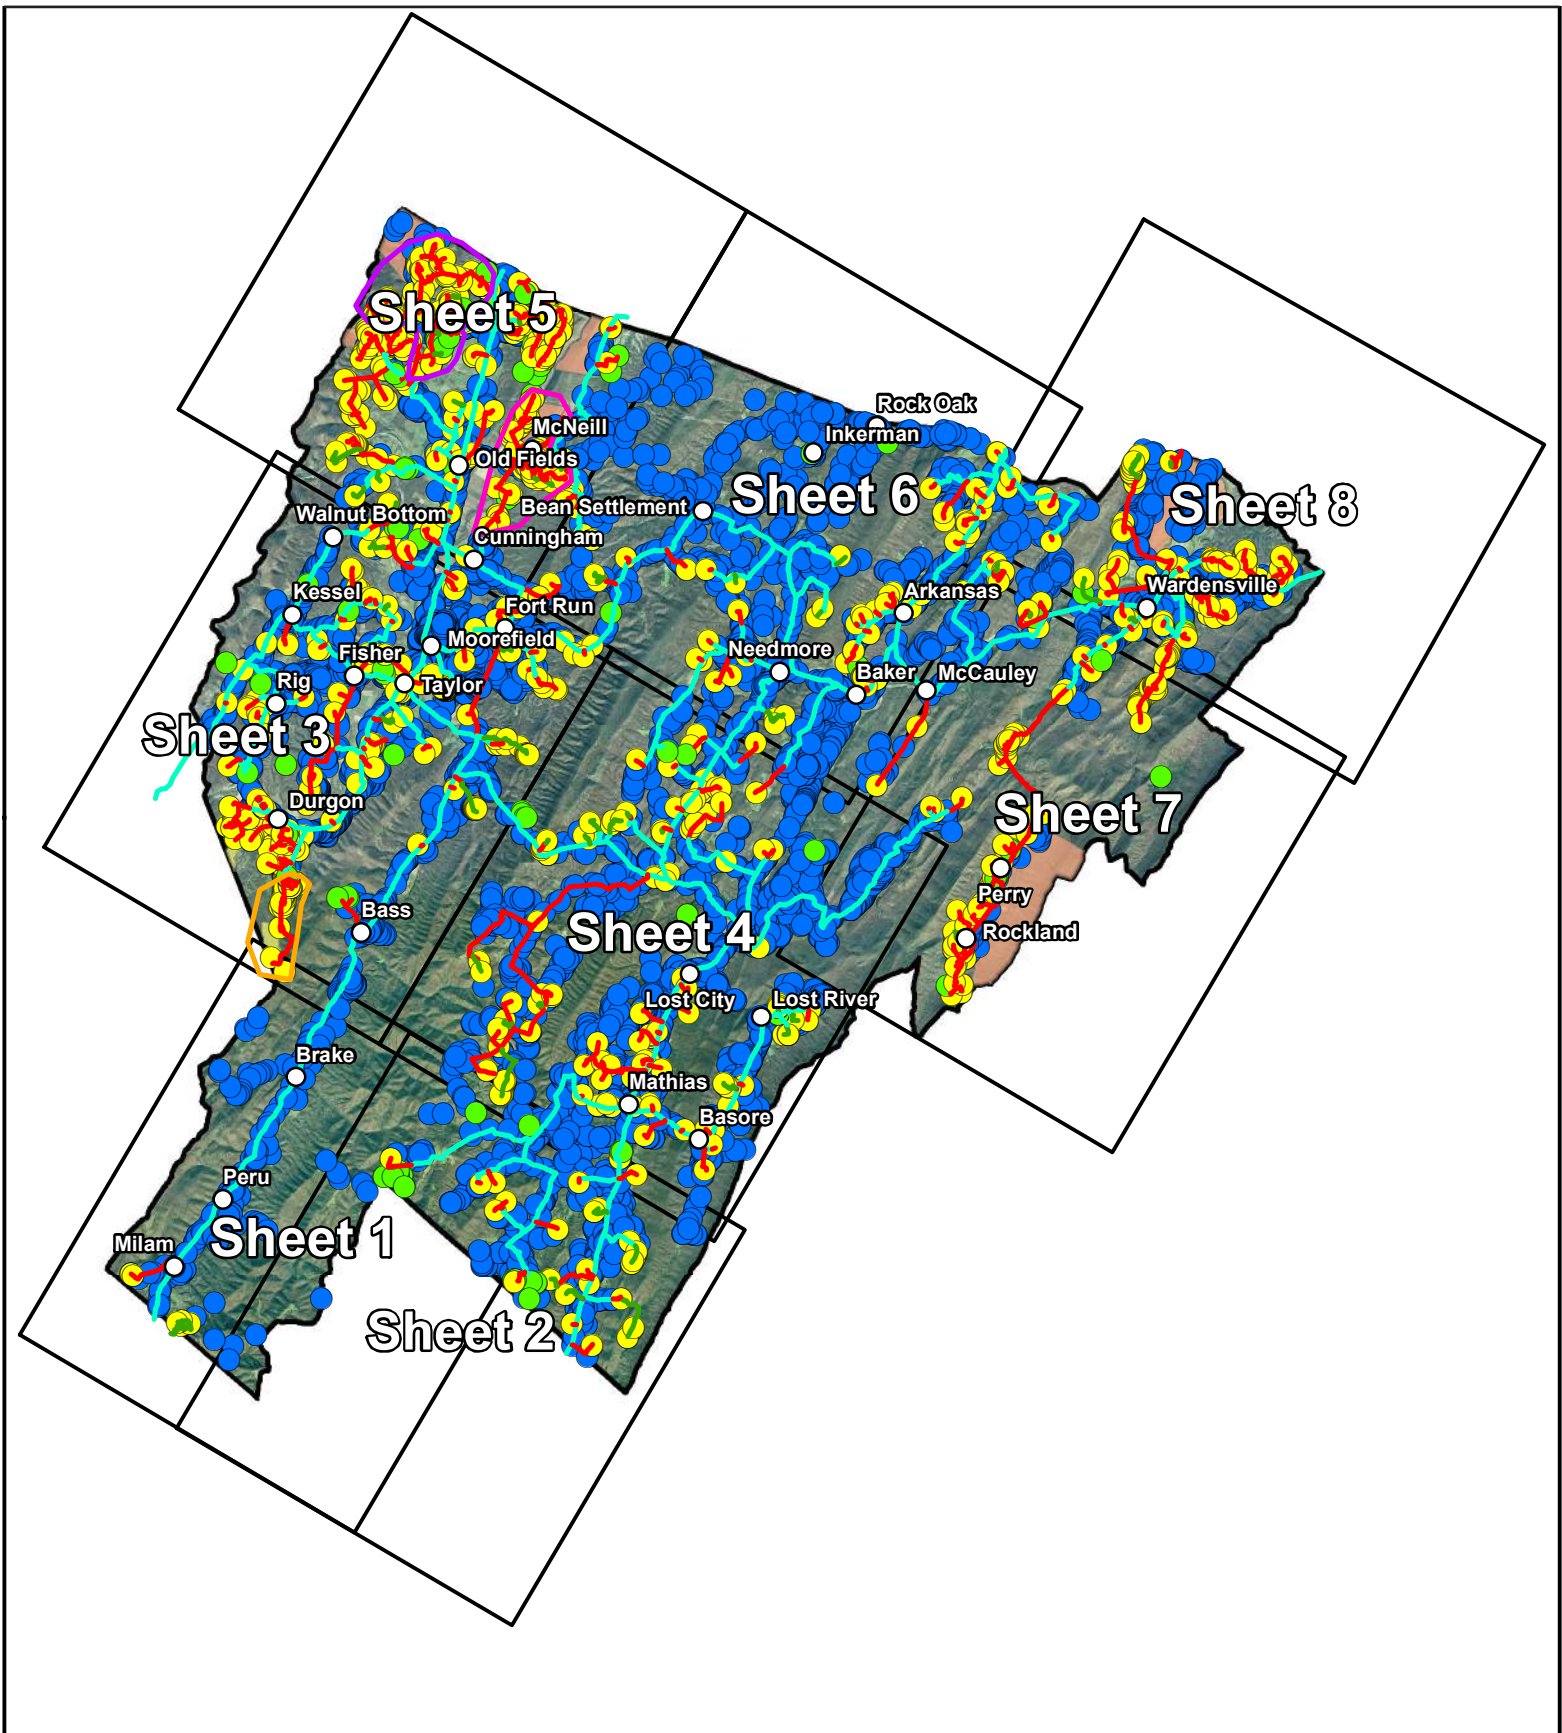 Sheet 5
Rock Oak
McNeill
Inkerman
Old Fields
Sheet 6
Bean Settlement
Sheet 8
Walnut Bottom
Cunningham
Kessel
Arkansas
Wardensville
Fort Run
Moorefield
Fisher
Needmore
Baker
McCauley
Rig
Taylor
Sheet 3
Durgon
Sheet 7
Perry
Bass
Sheet 4
Rockland
Lost City
Lost River
Brake
Mathias
Basore
Peru
Milam
Sheet 1
Sheet 2